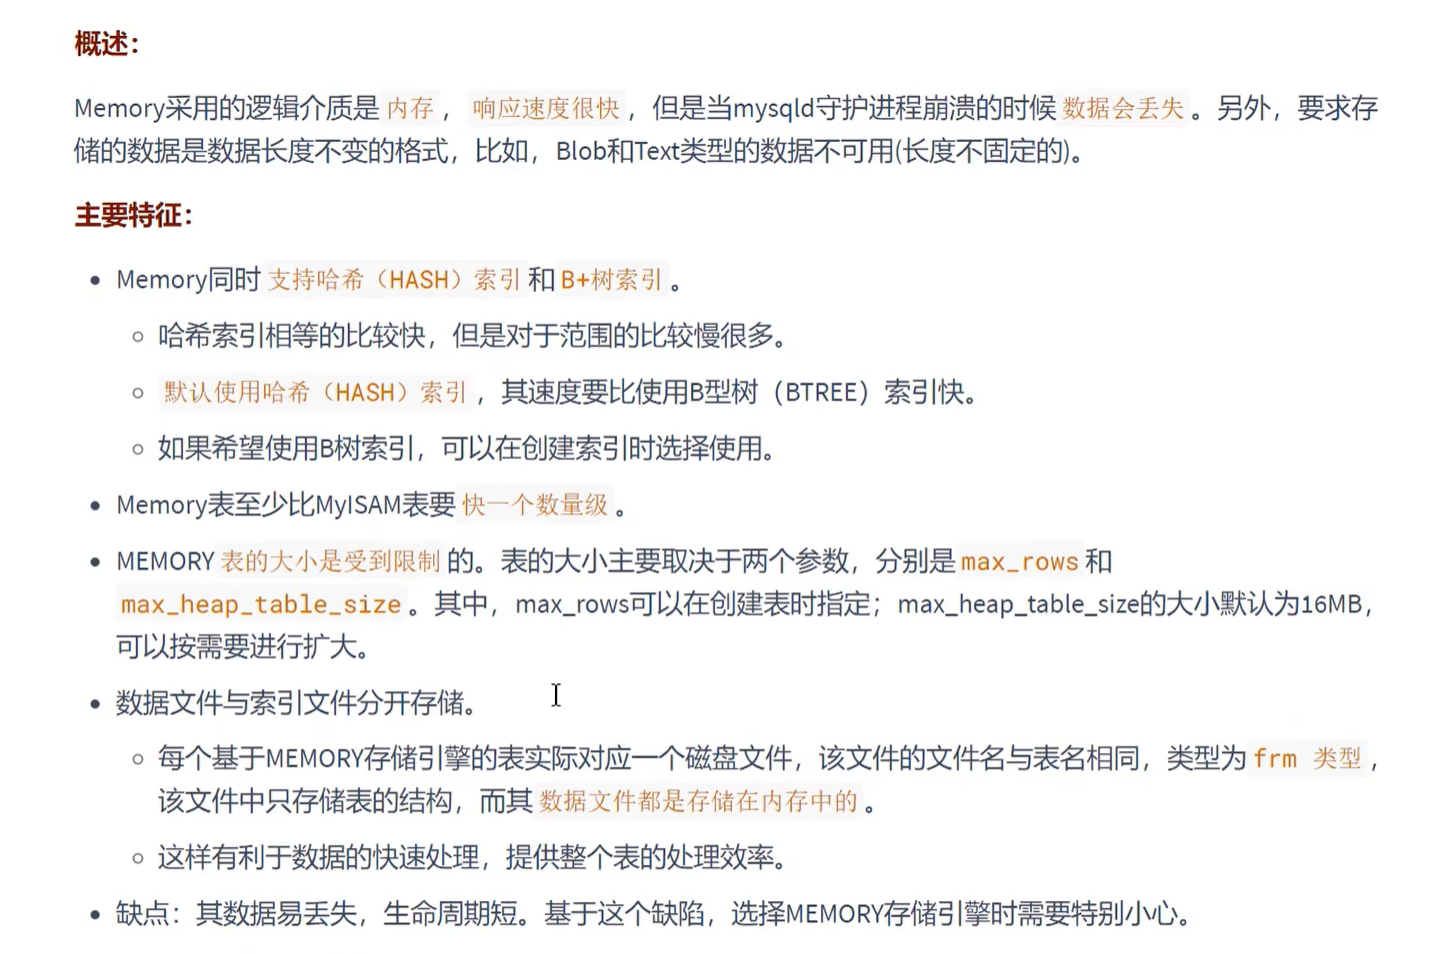 概述：
Memory采用的逻辑介质是 内存 ， 响应速度很快 ，但是当mysqld守护进程崩溃的时候 数据会丢失 。另外，要求存
储的数据是数据长度不变的格式，比如，Blob和Text类型的数据不可用(长度不固定的)。
主要特征：
• Memory同时 支持哈希（HASH）索引 和 B+树索引 。
○ 哈希索引相等的比较快，但是对于范围的比较慢很多。
○ 默认使用哈希（HASH）索引 ，其速度要比使用B型树（BTREE）索引快。
○ 如果希望使用B树索引，可以在创建索引时选择使用。
• Memory表至少比MyISAM表要 快一个数量级 。
• MEMORY 表的大小是受到限制 的。表的大小主要取决于两个参数，分别是 max_rows 和
max_heap_table_size 。其中，max_rows可以在创建表时指定；max_heap_table_size的大小默认为16MB，
可以按需要进行扩大。
• 数据文件与索引文件分开存储。
○ 每个基于MEMORY存储引擎的表实际对应一个磁盘文件，该文件的文件名与表名相同，类型为 frm 类型 ，
该文件中只存储表的结构，而其 数据文件都是存储在内存中的 。
○ 这样有利于数据的快速处理，提供整个表的处理效率。
• 缺点：其数据易丢失，生命周期短。基于这个缺陷，选择MEMORY存储引擎时需要特别小心。